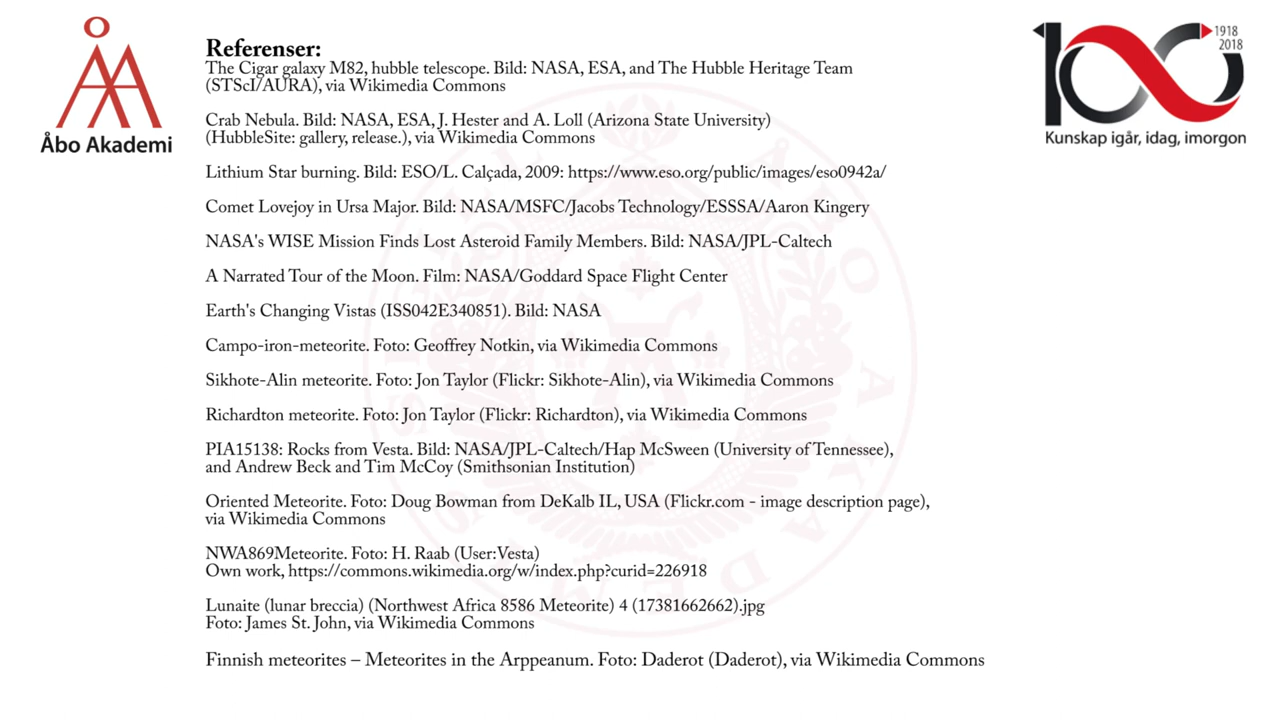 Åbo Akademi
1918
2018
Kunskap igår, idag, imorgon
Referenser:
The Cigar galaxy M82, hubble telescope. Bild: NASA, ESA, and The Hubble Heritage Team
(STScI/AURA), via Wikimedia Commons
Crab Nebula. Bild: NASA, ESA, J. Hester and A. Loll (Arizona State University)
(HubbleSite: gallery, release.), via Wikimedia Commons
Lithium Star burning. Bild: ESO/L. Calçada, 2009: https://www.eso.org/public/images/eso0942a/
Comet Lovejoy in Ursa Major. Bild: NASA/MSFC/Jacobs Technology/ESSSA/Aaron Kingery
NASA's WISE Mission Finds Lost Asteroid Family Members. Bild: NASA/JPL-Caltech
A Narrated Tour of the Moon. Film: NASA/Goddard Space Flight Center
Earth's Changing Vistas (ISS042E340851). Bild: NASA
Campo-iron-meteorite. Foto: Geoffrey Notkin, via Wikimedia Commons
Sikhote-Alin meteorite. Foto: Jon Taylor (Flickr: Sikhote-Alin), via Wikimedia Commons
Richardton meteorite. Foto: Jon Taylor (Flickr: Richardton), via Wikimedia Commons
PIA15138: Rocks from Vesta. Bild: NASA/JPL-Caltech/Hap McSween (University of Tennessee),
and Andrew Beck and Tim McCoy (Smithsonian Institution)
Oriented Meteorite. Foto: Doug Bowman from DeKalb IL, USA (Flickr.com - image description page),
via Wikimedia Commons
NWA869Meteorite. Foto: H. Raab (User:Vesta)
Own work, https://commons.wikimedia.org/w/index.php?curid=226918
Lunaite (lunar breccia) (Northwest Africa 8586 Meteorite) 4 (17381662662).jpg
Foto: James St. John, via Wikimedia Commons
Finnish meteorites – Meteorites in the Arppeanum. Foto: Daderot (Daderot), via Wikimedia Commons